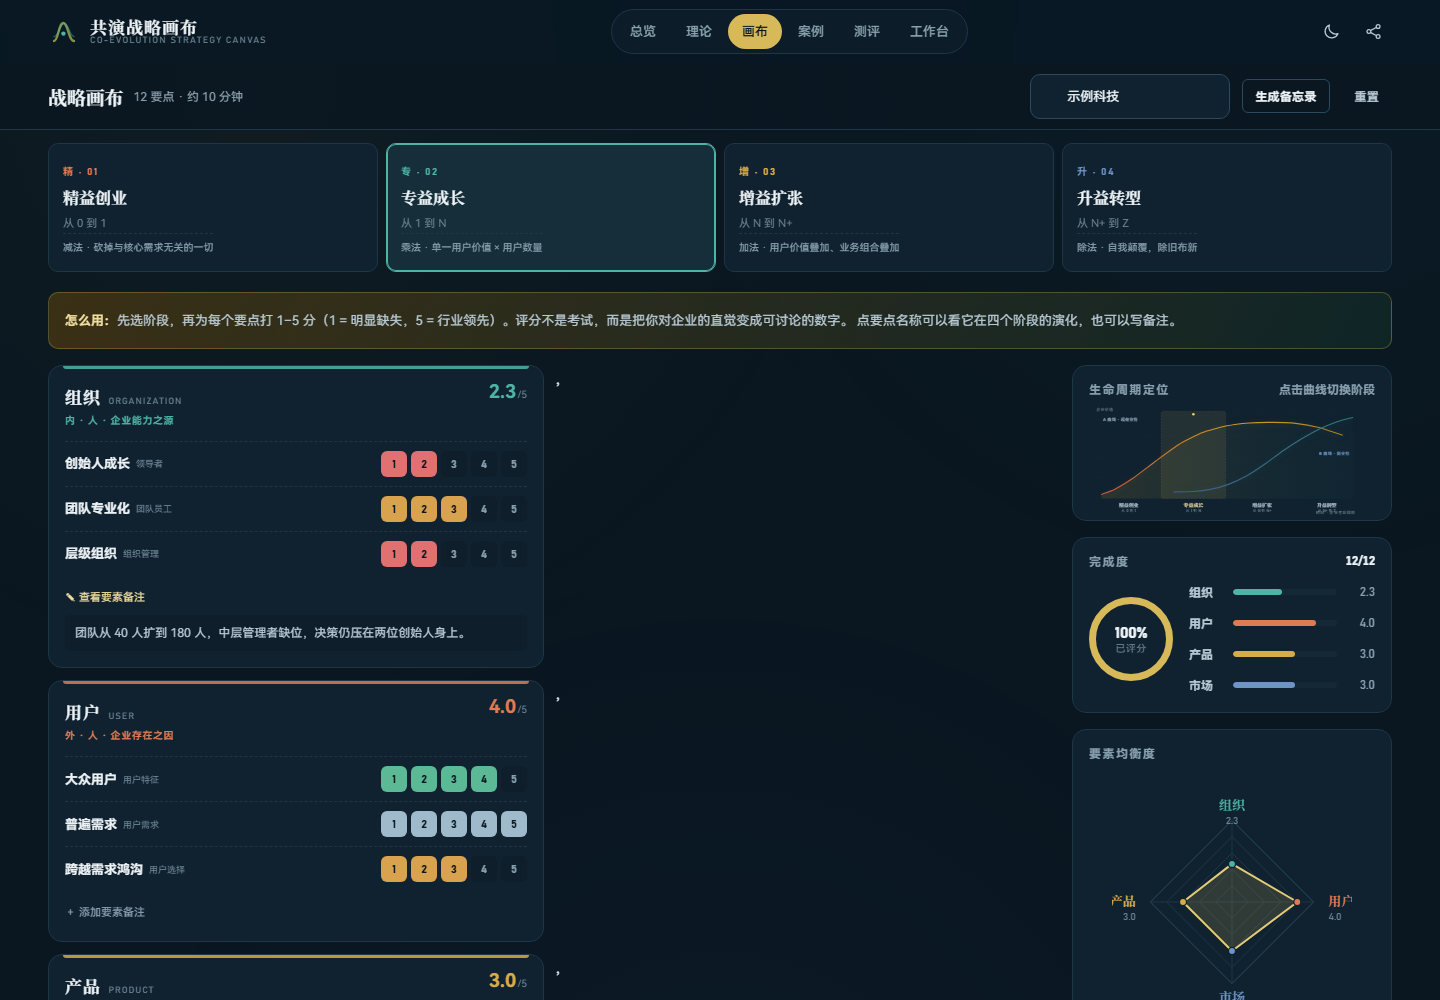 共演战略画布
CO-EVOLUTION STRATEGY CANVAS
总览 理论 画布 案例 测评 工作台
战略画布 12 要点 · 约 10 分钟
示例科技 生成备忘录 重置
精 · 01
精益创业
从 0 到 1
减法 · 砍掉与核心需求无关的一切
专 · 02
专益成长
从 1 到 N
乘法 · 单一用户价值 × 用户数量
增 · 03
增益扩张
从 N 到 N+
加法 · 用户价值叠加、业务组合叠加
升 · 04
升益转型
从 N+ 到 Z
除法 · 自我颠覆，除旧布新
怎么用：先选阶段，再为每个要点打 1–5 分（1 = 明显缺失，5 = 行业领先）。评分不是考试，而是把你对企业的直觉变成可讨论的数字。 点要点名称可以看它在四个阶段的演化，也可以写备注。
组织 ORGANIZATION 2.3/5
内 · 人 · 企业能力之源
创始人成长 领导者 1 2 3 4 5
团队专业化 团队员工 1 2 3 4 5
层级组织 组织管理 1 2 3 4 5
查看要素备注
团队从 40 人扩到 180 人，中层管理者缺位，决策仍压在两位创始人身上。
,
用户 USER 4.0/5
外 · 人 · 企业存在之因
大众用户 用户特征 1 2 3 4 5
普遍需求 用户需求 1 2 3 4 5
跨越需求鸿沟 用户选择 1 2 3 4 5
+ 添加要素备注
,
产品 PRODUCT 3.0/5
,
生命周期定位 点击曲线切换阶段
精益创业 专益成长 增益扩张 升益转型
完成度 12/12
100%
已评分
组织 2.3
用户 4.0
产品 3.0
市场 3.0
要素均衡度
组织
2.3
产品
3.0
用户
4.0
市场